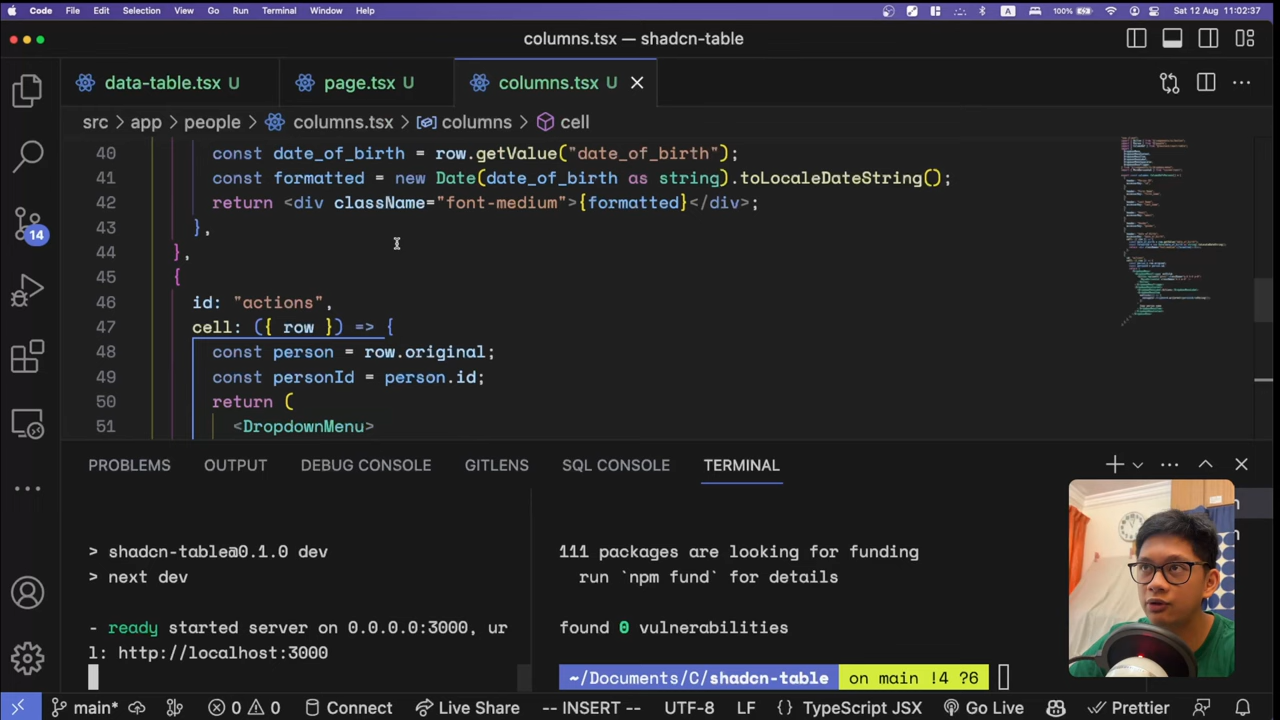 Code File Edit Selection View Go Run Terminal Window Help A 100% Sat 12 Aug 11:02:37
columns.tsx — shadcn-table
data-table.tsx U page.tsx U columns.tsx U
src > app > people > columns.tsx > columns > cell
40 const date_of_birth = row.getValue("date_of_birth");
41 const formatted = new (date_of_birth as string) toLocaleDateString();
42 return <div className="font-medium">{formatted}</div>;
43 },
44 },
45 {
46 id: "actions",
47 cell: ({ row }) => {
48 const person = row.original;
49 const personId = person.id;
50 return (
51 <DropdownMenu>
14
PROBLEMS OUTPUT DEBUG CONSOLE GITLENS SQL CONSOLE TERMINAL
> shadcn-table@0.1.0 dev
> next dev
- ready started server on 0.0.0.0:3000, ur
l: http://localhost:3000
111 packages are looking for funding
run `npm fund` for details
found 0 vulnerabilities
~/Documents/C/shadcn-table on main !4 ?6
main* 0 0 Connect Live Share -- INSERT -- UTF-8 LF {} TypeScript JSX Go Live Prettier